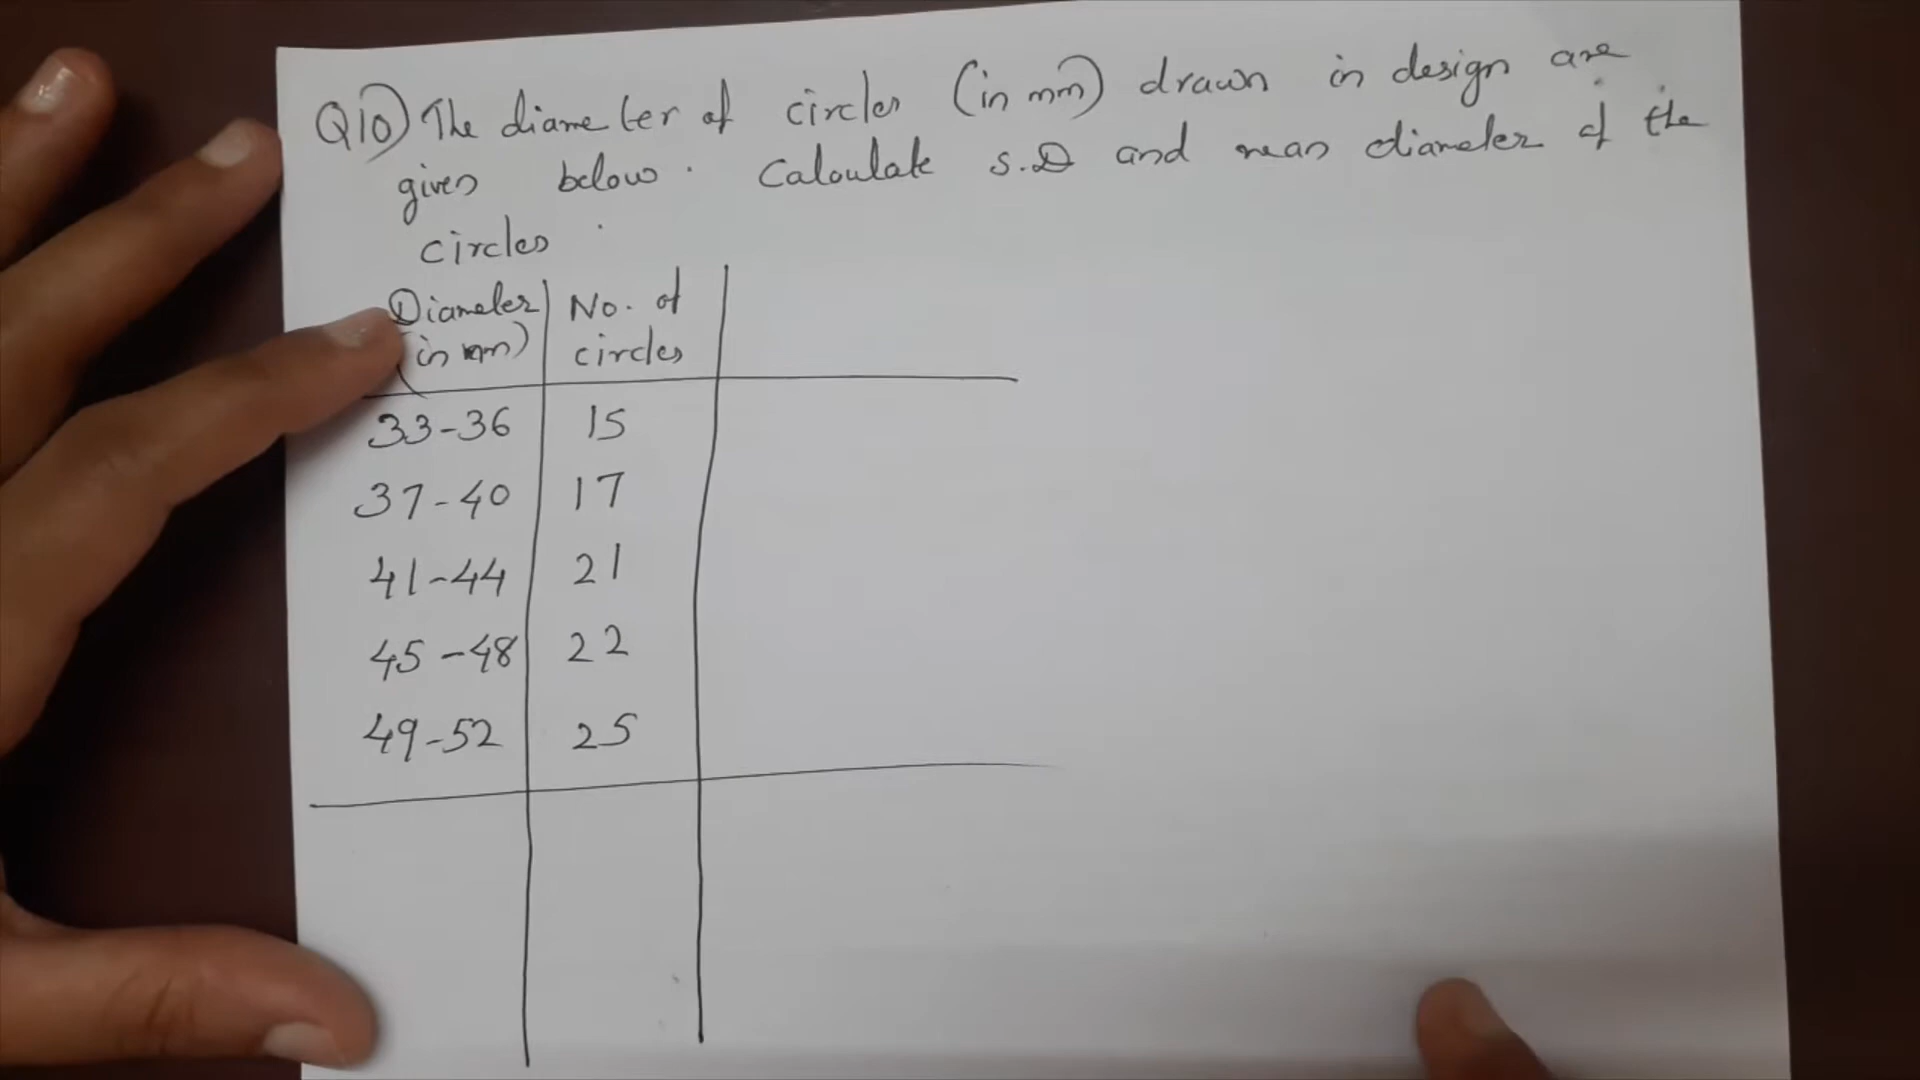 Q10) The diameter of circles (in mm) drawn in design are
given below. Calculate S.D and mean diameter of the
circles.
Diameter (in mm) | No. of circles
33-36 | 15
37-40 | 17
41-44 | 21
45-48 | 22
49-52 | 25